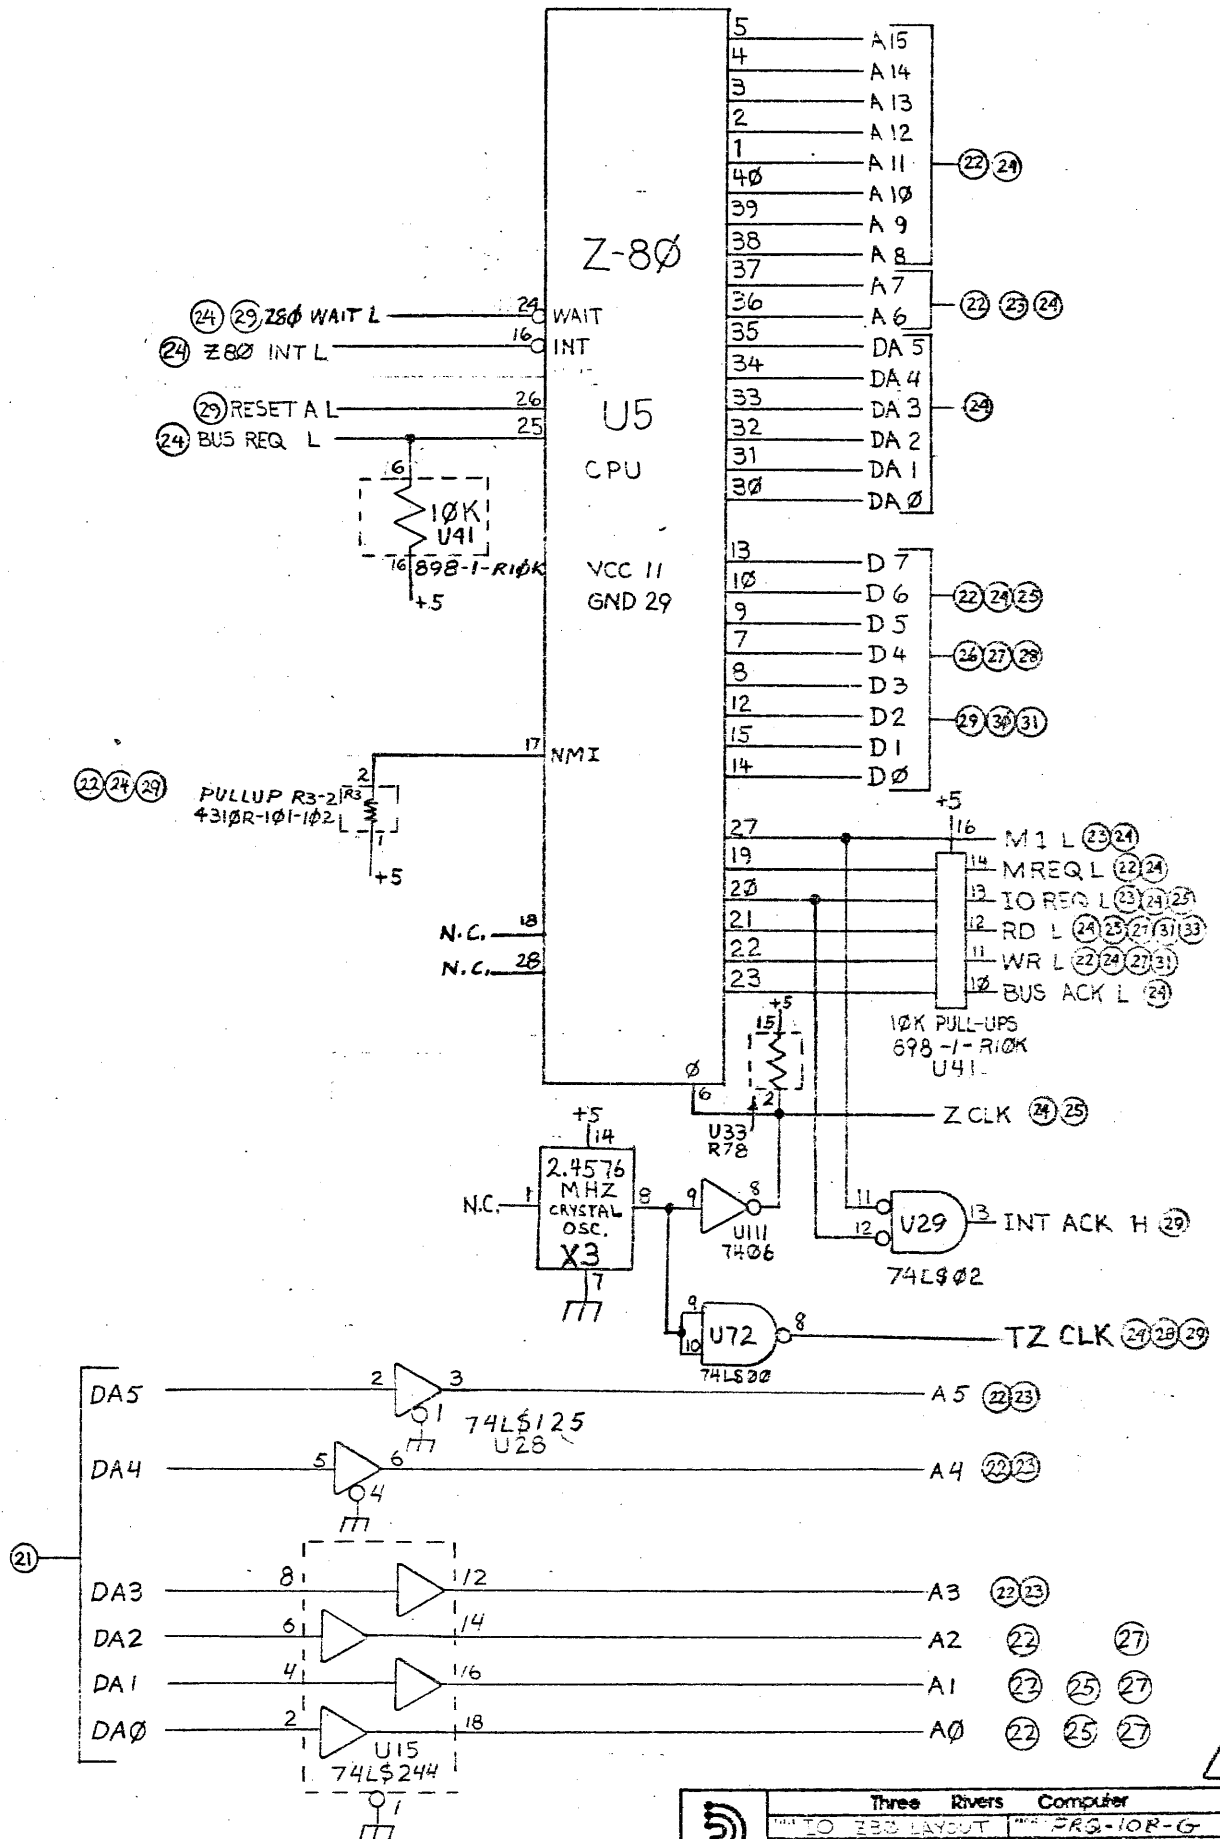 5 A15
4 A14
3 A13
2 A12
1 A11 22 24
4Ø A1Ø
39 A9
38 A8
Z-8Ø
37 A7
36 A6 22 23 24
24 29 Z8Ø WAIT L 24 WAIT
24 Z8Ø INT L 16 INT
35 DA5
34 DA4
33 DA3 24
32 DA2
31 DA1
3Ø DAØ
29 RESET A L 26
24 BUS REQ L 25
U5
CPU
6
1ØK
U41
16 898-1-R1ØK
+5
VCC 11
GND 29
13 D7
1Ø D6 22 24 25
9 D5
7 D4 26 27 28
8 D3
12 D2 29 3Ø 31
15 D1
14 DØ
17 NMI
22 24 29
2
PULLUP R3-2 R3
431ØR-1Ø1-1Ø2
1
+5
+5
27 16 M1 L 23 24
19 14 MREQ L 22 24
2Ø 13 IO REQ L 23 24 25
21 12 RD L 24 25 27 31 33
22 11 WR L 22 24 27 31
23 1Ø BUS ACK L 24
N.C. 18
N.C. 28
1ØK PULL-UPS
898-1-R1ØK
U41
+5
15
2
U33
R78
Ø
6
Z CLK 24 25
+5
14
2.4576
MHZ
CRYSTAL
OSC.
X3
N.C. 1
8
7
9 8
U111
74Ø6
11
12
U29
13 INT ACK H 29
74LSØ2
9
10
U72
8 TZ CLK 24 28 29
74LSØØ
DA5 2 3 A5 22 23
1
74LS125
U28
DA4 5 6 A4 22 23
4
21
DA3 8 12 A3 22 23
DA2 6 14 A2 22 27
DA1 4 16 A1 22 25 27
DAØ 2 18 AØ 22 25 27
U15
74LS244
1
Three Rivers Computer
IO Z8Ø LAYOUT